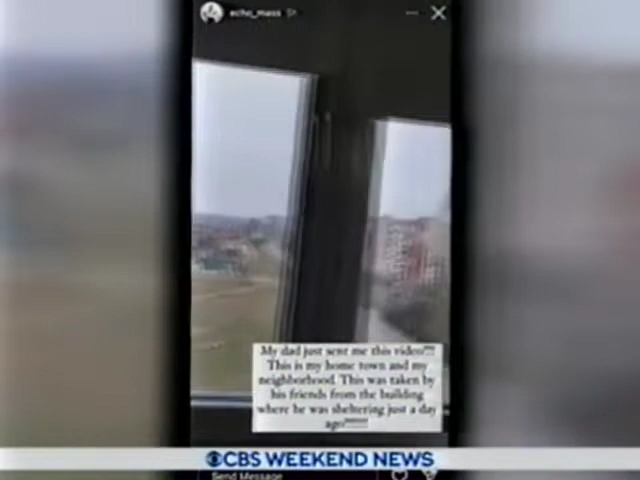 echo_mass
My dad just sent me this video!!!
This is my home town and my
neighborhood. This was taken by
his friends from the building
where he was sheltering just a day
ago!!!!!!!
CBS WEEKEND NEWS
Send Message